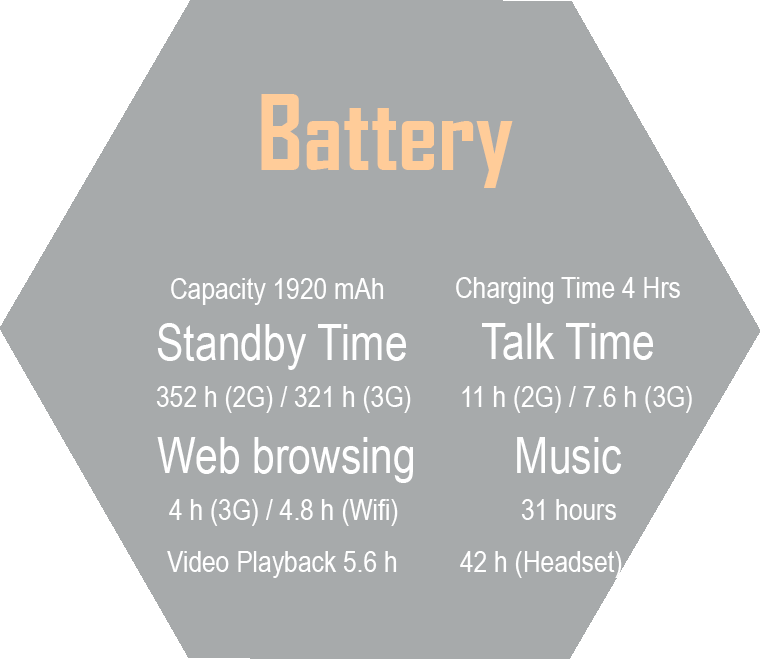 Battery
Capacity 1920 mAh
Charging Time 4 Hrs
Standby Time
Talk Time
352 h (2G) / 321 h (3G)
11 h (2G) / 7.6 h (3G)
Web browsing
Music
4 h (3G) / 4.8 h (Wifi)
31 hours
Video Playback 5.6 h
42 h (Headset)